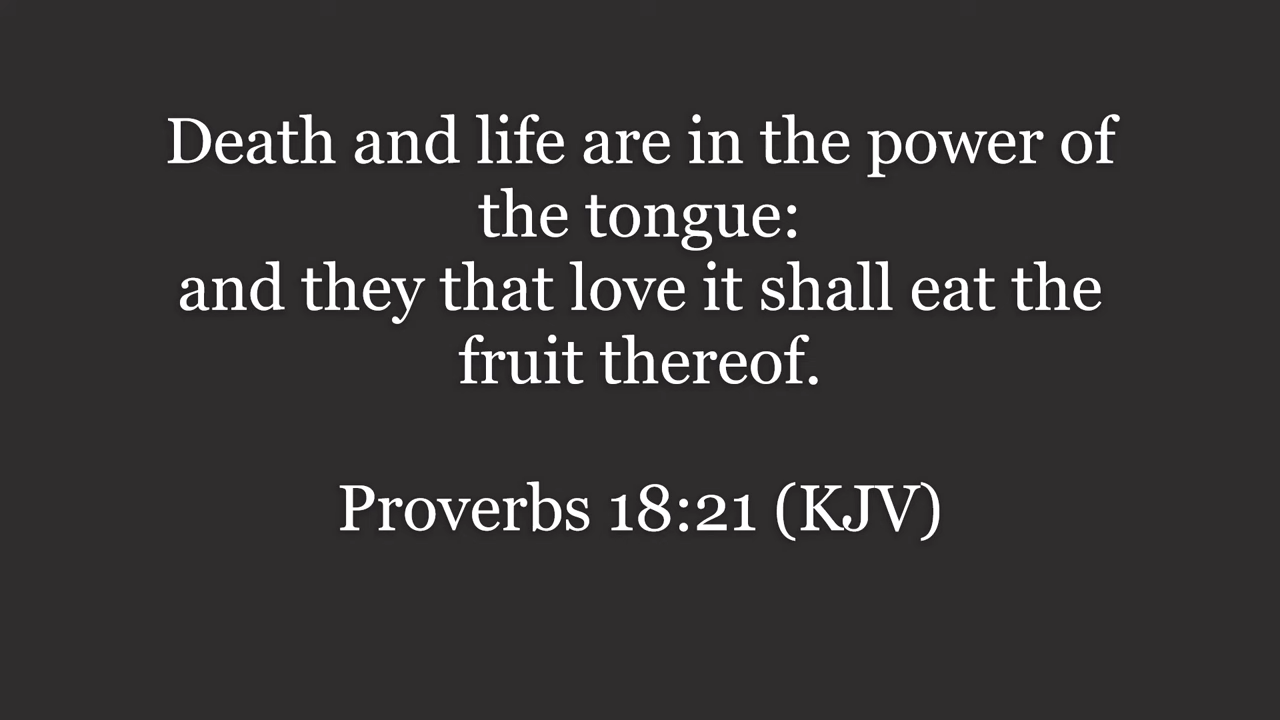 Death and life are in the power of
the tongue:
and they that love it shall eat the
fruit thereof.
Proverbs 18:21 (KJV)